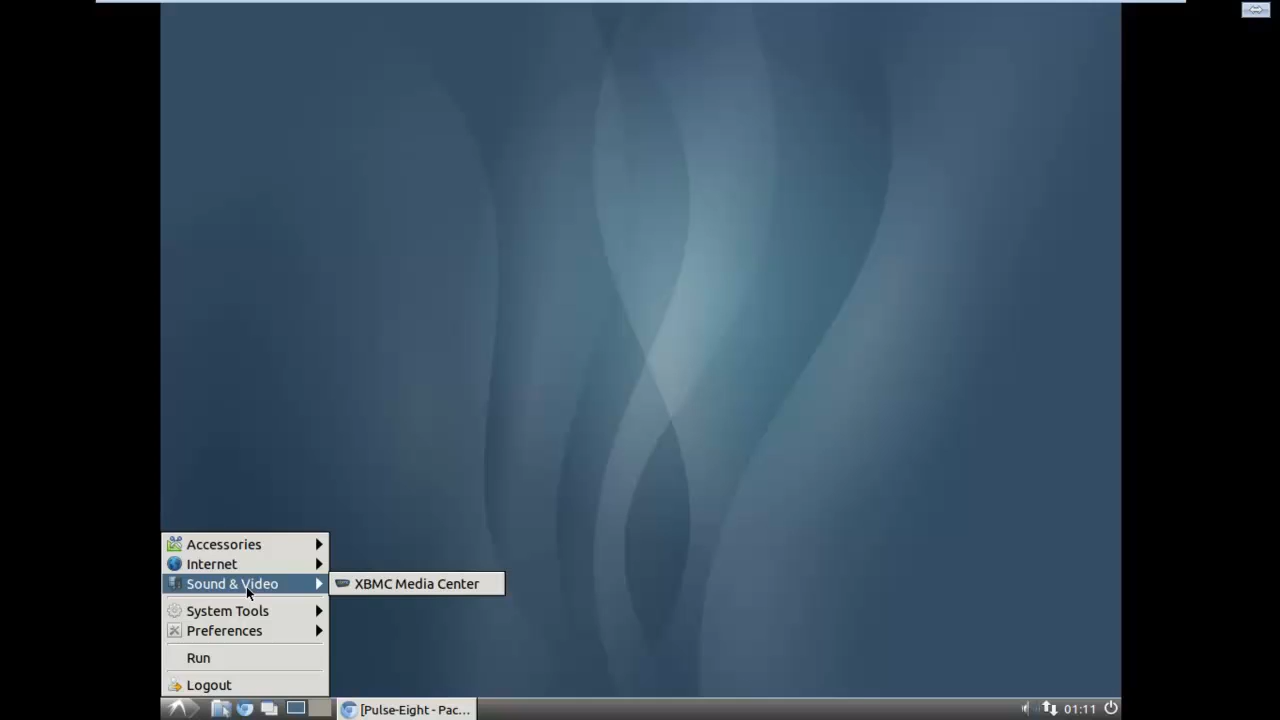 Accessories
Internet
Sound & Video
XBMC Media Center
System Tools
Preferences
Run
Logout
[Pulse-Eight - Pac...
01:11